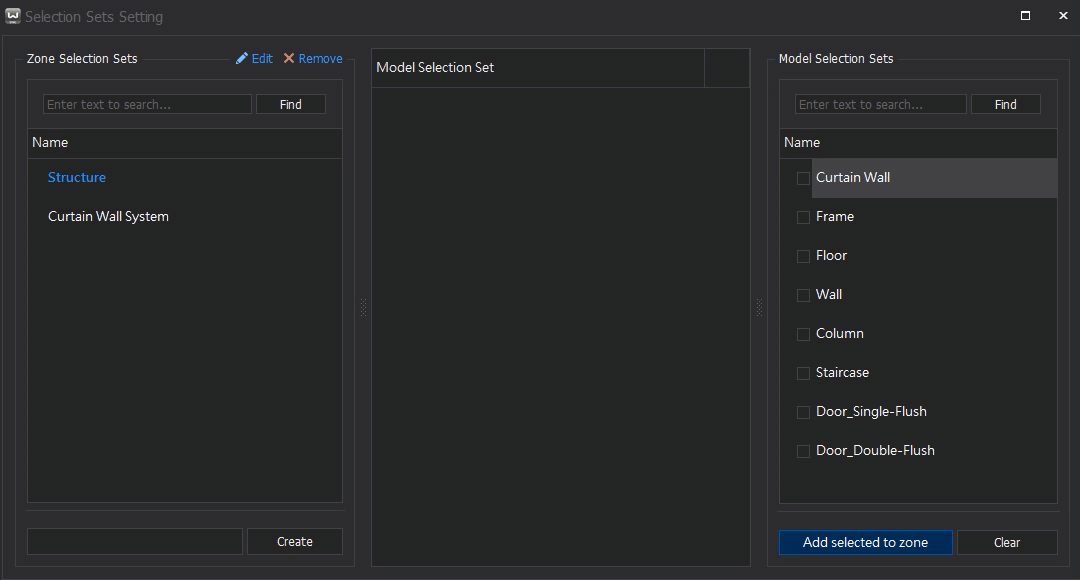 Selection Sets Setting
Zone Selection Sets
Edit
Remove
Enter text to search...
Find
Name
Structure
Curtain Wall System
Create
Model Selection Set
Model Selection Sets
Enter text to search...
Find
Name
Curtain Wall
Frame
Floor
Wall
Column
Staircase
Door_Single-Flush
Door_Double-Flush
Add selected to zone
Clear